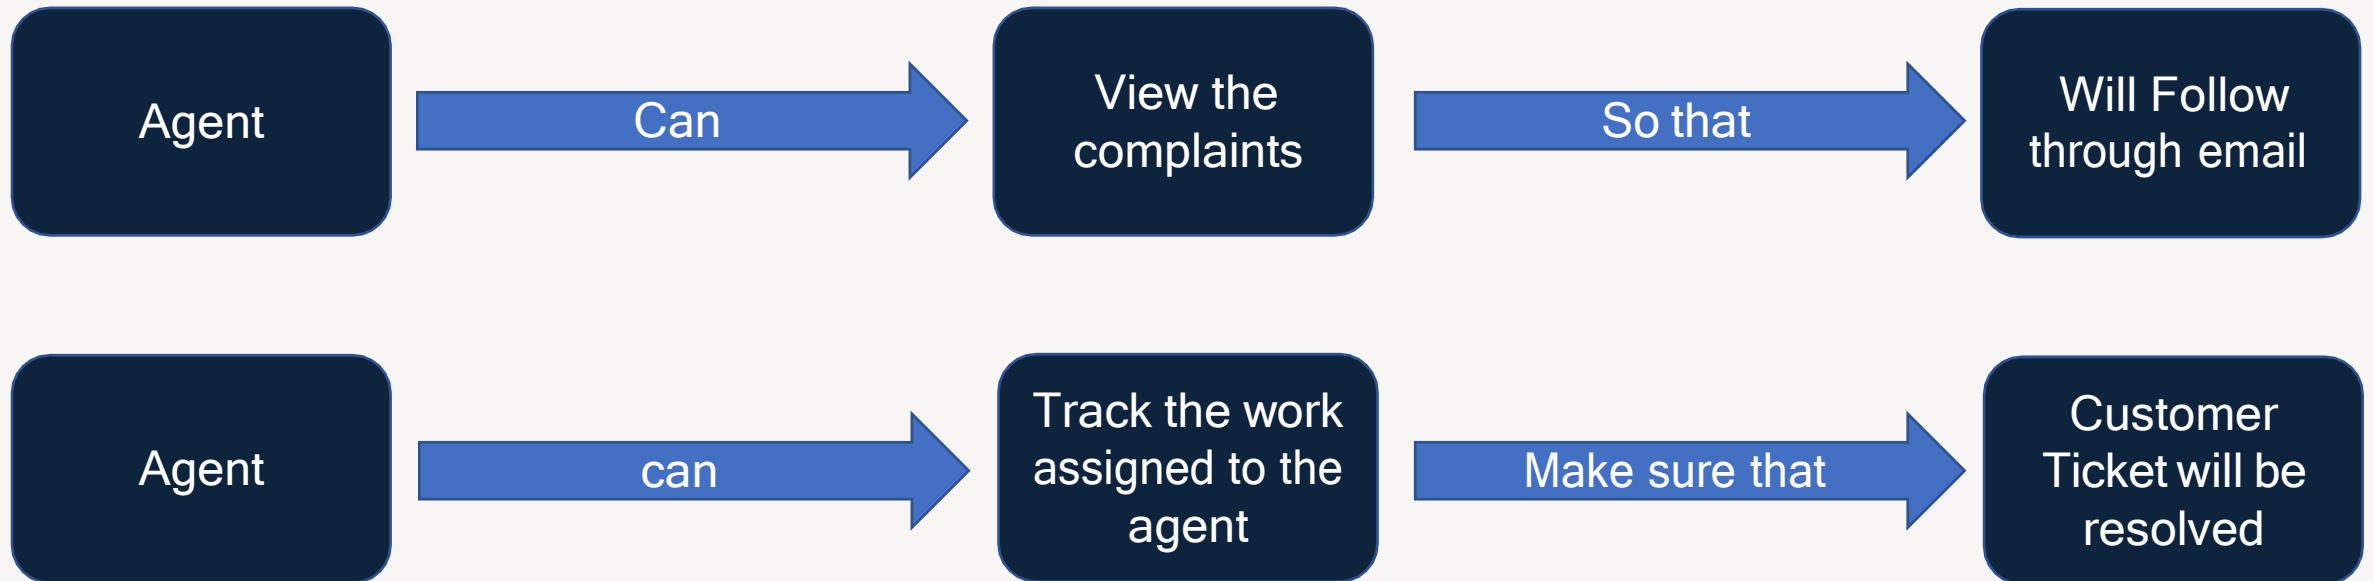 Agent
Can
View the
complaints
So that
Will Follow
through email
Agent
can
Track the work
assigned to the
agent
Make sure that
Customer
Ticket will be
resolved